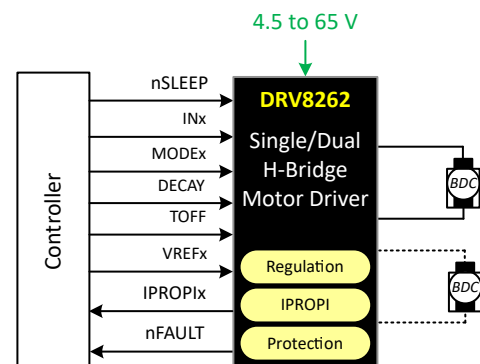 4.5 to 65 V
Controller
nSLEEP
INx
MODEx
DECAY
TOFF
VREFx
IPROPIx
nFAULT
DRV8262
Single/Dual
H-Bridge
Motor Driver
Regulation
IPROPI
Protection
BDC
BDC